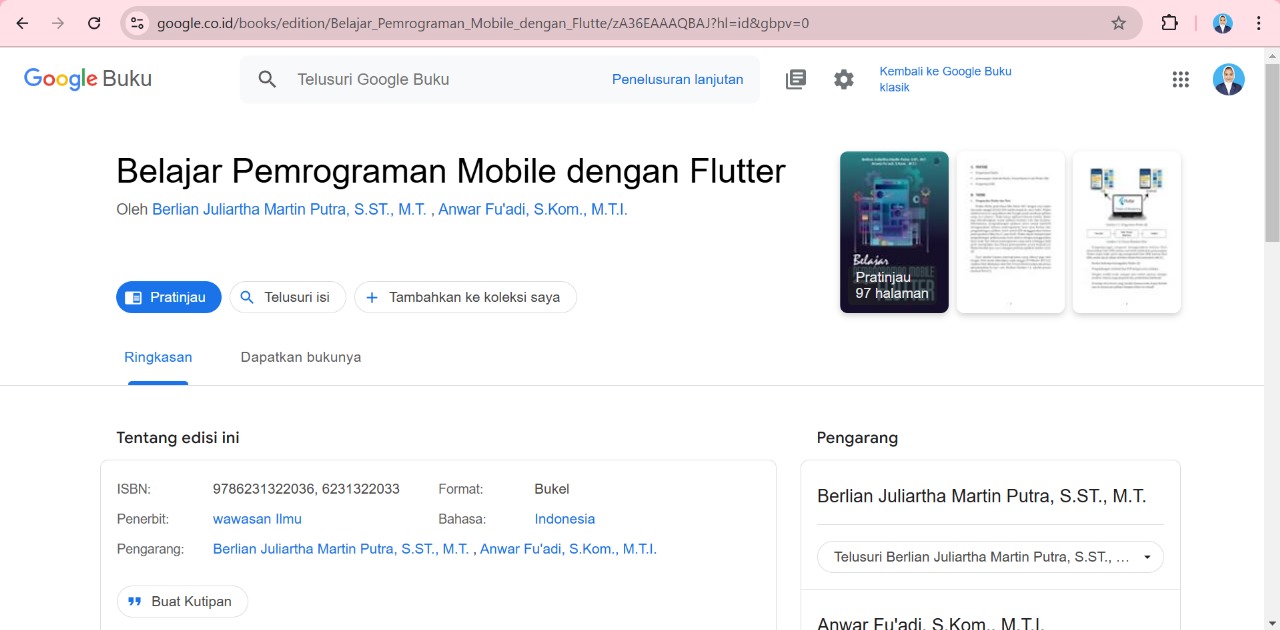 google.co.id/books/edition/Belajar_Pemrograman_Mobile_dengan_Flutte/zA36EAAAQBAJ?hl=id&gbpv=0
Google Buku
Telusuri Google Buku
Penelusuran lanjutan
Kembali ke Google Buku
klasik
Belajar Pemrograman Mobile dengan Flutter
Oleh Berlian Juliartha Martin Putra, S.ST., M.T. , Anwar Fu'adi, S.Kom., M.T.I.
Belajar
PEMROGRAMAN MOBILE
FLUTTER
Pratinjau
97 halaman
Pratinjau
Telusuri isi
Tambahkan ke koleksi saya
Ringkasan
Dapatkan bukunya
Tentang edisi ini
ISBN: 9786231322036, 6231322033 Format: Bukel
Penerbit: wawasan Ilmu Bahasa: Indonesia
Pengarang: Berlian Juliartha Martin Putra, S.ST., M.T. , Anwar Fu'adi, S.Kom., M.T.I.
Buat Kutipan
Pengarang
Berlian Juliartha Martin Putra, S.ST., M.T.
Telusuri Berlian Juliartha Martin Putra, S.ST., ...
Anwar Fu'adi, S.Kom., M.T.I.